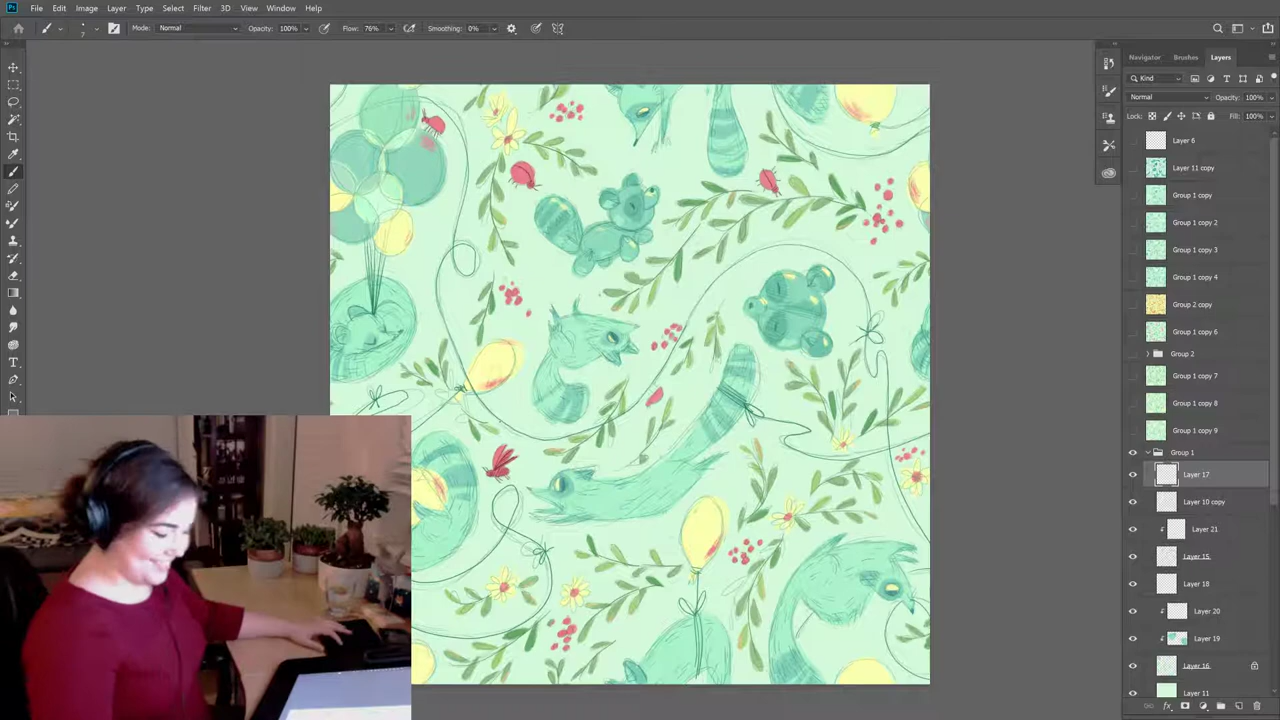 Ps File Edit Image Layer Type Select Filter 3D View Window Help
7 Mode: Normal Opacity: 100% Flow: 76% Smoothing: 0%
Navigator Brushes Layers
Kind
Normal Opacity: 100%
Lock: Fill: 100%
Layer 6
Layer 11 copy
Group 1 copy
Group 1 copy 2
Group 1 copy 3
Group 1 copy 4
Group 2 copy
Group 1 copy 6
Group 2
Group 1 copy 7
Group 1 copy 8
Group 1 copy 9
Group 1
Layer 17
Layer 10 copy
Layer 21
Layer 15
Layer 18
Layer 20
Layer 19
Layer 16
Layer 11
fx